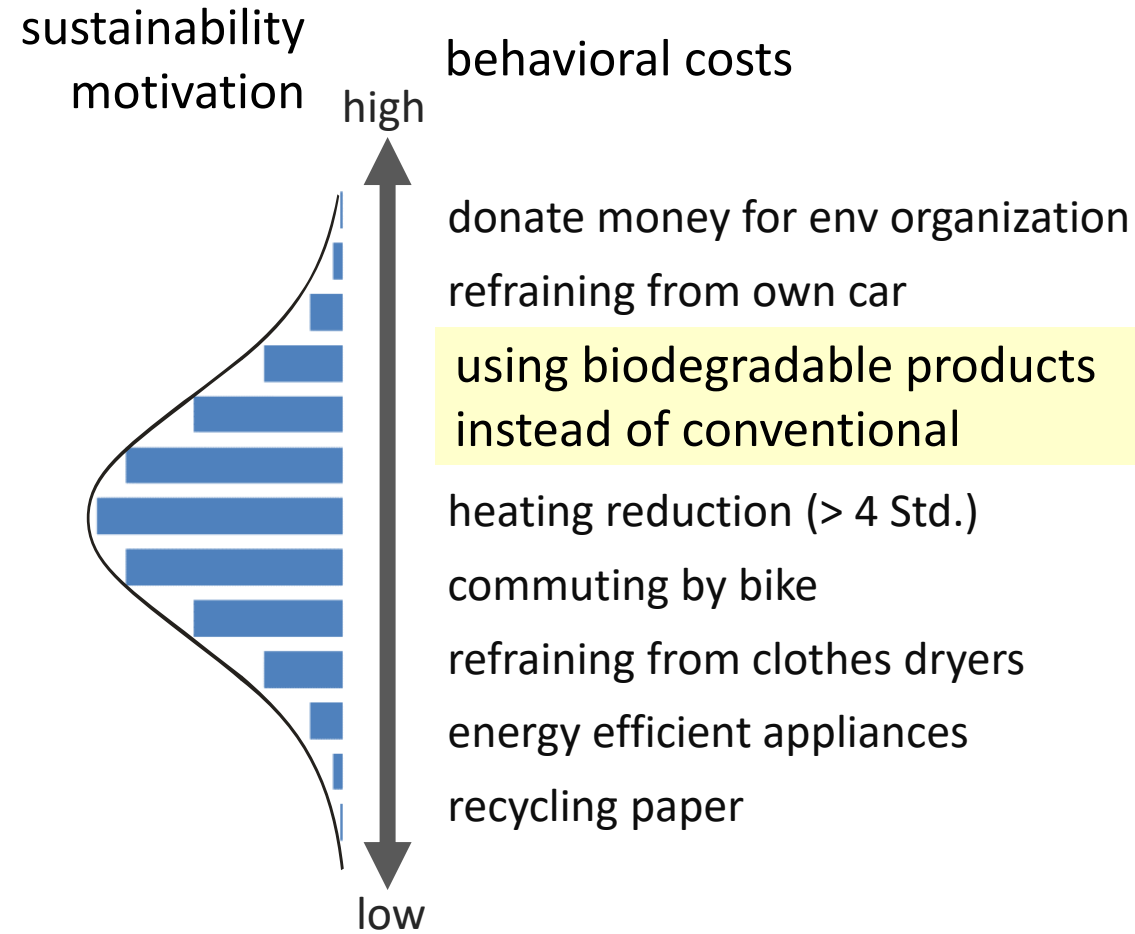 sustainability
motivation
behavioral costs
high
donate money for env organization
refraining from own car
using biodegradable products
instead of conventional
heating reduction (> 4 Std.)
commuting by bike
refraining from clothes dryers
energy efficient appliances
recycling paper
low